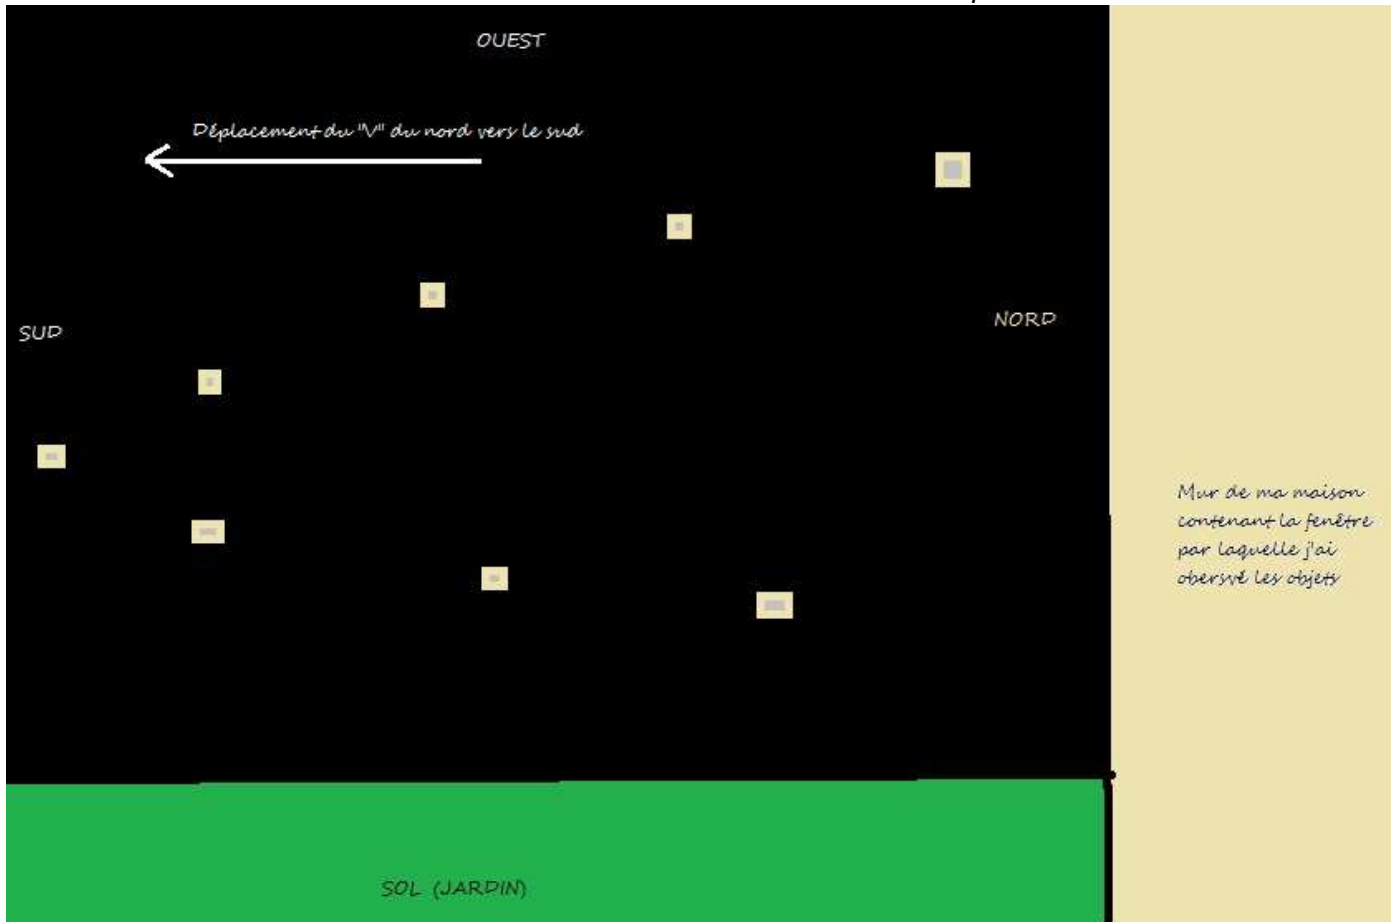 OUEST
Déplacement du "V" du nord vers le sud
SUD
NORD
Mur de ma maison
contenant la fenêtre
par laquelle j'ai
obersvé les objets
SOL (JARDIN)